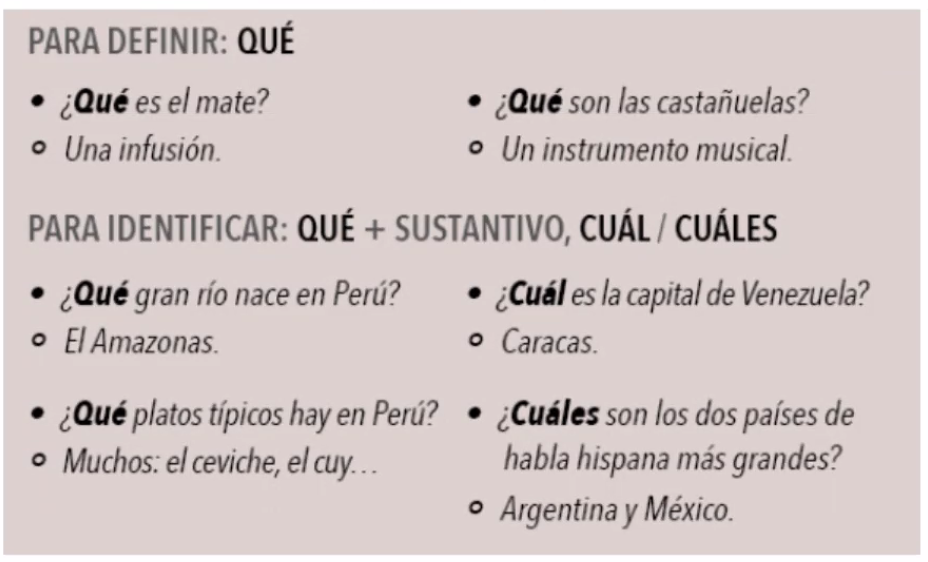 PARA DEFINIR: QUÉ
• ¿Qué es el mate?
○ Una infusión.
• ¿Qué son las castañuelas?
○ Un instrumento musical.
PARA IDENTIFICAR: QUÉ + SUSTANTIVO, CUÁL / CUÁLES
• ¿Qué gran río nace en Perú?
○ El Amazonas.
• ¿Cuál es la capital de Venezuela?
○ Caracas.
• ¿Qué platos típicos hay en Perú?
○ Muchos: el ceviche, el cuy...
• ¿Cuáles son los dos países de
habla hispana más grandes?
○ Argentina y México.